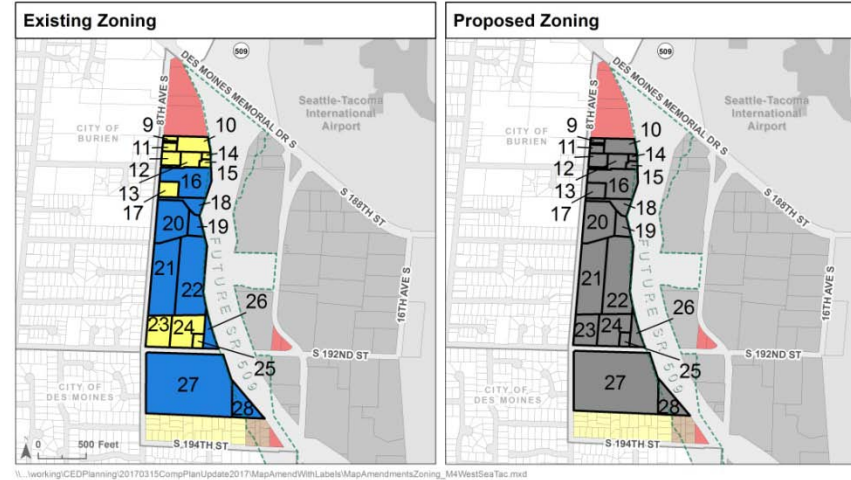 Existing Zoning
509
DES MOINES MEMORIAL DR S
8TH AVE S
Seattle-Tacoma
International
Airport
CITY OF
BURIEN
9
10
11
14
12
15
16
13
17
18
S 188TH ST
20
19
21
22
FUTURE SR 509
16TH AVE S
26
23
24
S 192ND ST
25
27
CITY OF
DES MOINES
28
0 500 Feet
S 194TH ST
N
Proposed Zoning
509
DES MOINES MEMORIAL DR S
8TH AVE S
Seattle-Tacoma
International
Airport
CITY OF
BURIEN
9
10
11
14
12
15
16
13
17
18
S 188TH ST
20
19
21
22
FUTURE SR 509
16TH AVE S
26
23
24
S 192ND ST
25
27
CITY OF
DES MOINES
28
S 194TH ST
\\...\working\CEDPlanning\20170315CompPlanUpdate2017\MapAmendWithLabels\MapAmendmentsZoning_M4WestSeaTac.mxd